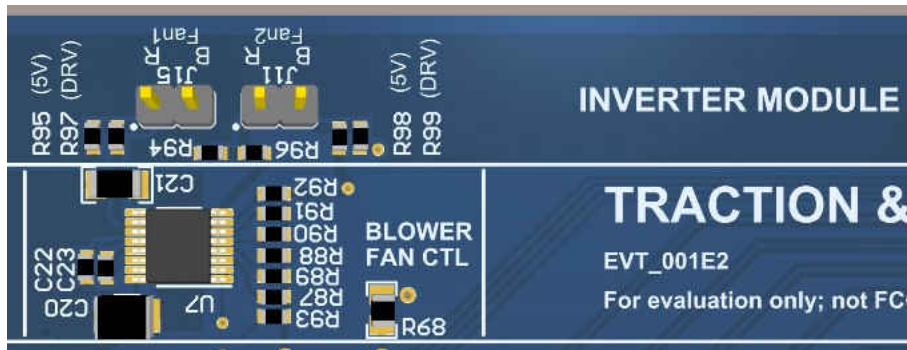 Fan1
Fan2
R B
R B
J15
J11
(5V)
(DRV)
R95
R97
(5V)
(DRV)
R98
R99
R94
R96
INVERTER MODULE
C21
R92
R91
R90
R88
R89
R87
R93
BLOWER
FAN CTL
C22
C23
C20
U7
R98
TRACTION &
EVT_001E2
For evaluation only; not FC